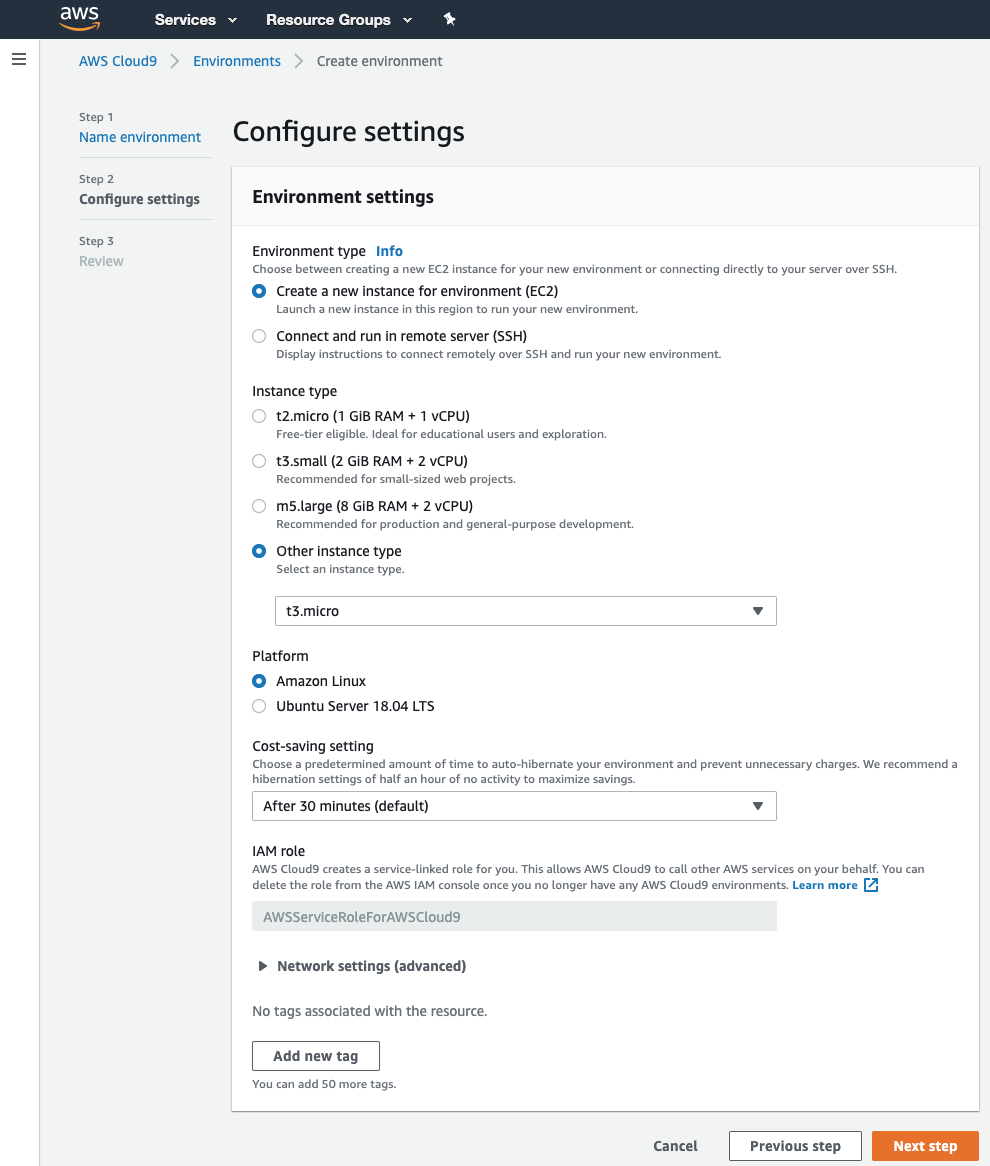 aws Services Resource Groups
AWS Cloud9 Environments Create environment
Step 1
Name environment
Step 2
Configure settings
Step 3
Review
Configure settings
Environment settings
Environment type Info
Choose between creating a new EC2 instance for your new environment or connecting directly to your server over SSH.
Create a new instance for environment (EC2)
Launch a new instance in this region to run your new environment.
Connect and run in remote server (SSH)
Display instructions to connect remotely over SSH and run your new environment.
Instance type
t2.micro (1 GiB RAM + 1 vCPU)
Free-tier eligible. Ideal for educational users and exploration.
t3.small (2 GiB RAM + 2 vCPU)
Recommended for small-sized web projects.
m5.large (8 GiB RAM + 2 vCPU)
Recommended for production and general-purpose development.
Other instance type
Select an instance type.
t3.micro
Platform
Amazon Linux
Ubuntu Server 18.04 LTS
Cost-saving setting
Choose a predetermined amount of time to auto-hibernate your environment and prevent unnecessary charges. We recommend a
hibernation settings of half an hour of no activity to maximize savings.
After 30 minutes (default)
IAM role
AWS Cloud9 creates a service-linked role for you. This allows AWS Cloud9 to call other AWS services on your behalf. You can
delete the role from the AWS IAM console once you no longer have any AWS Cloud9 environments. Learn more
AWSServiceRoleForAWSCloud9
Network settings (advanced)
No tags associated with the resource.
Add new tag
You can add 50 more tags.
Cancel Previous step Next step